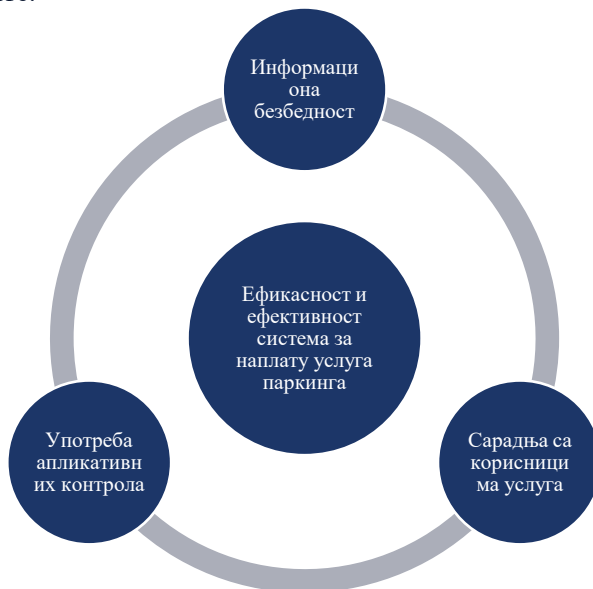 Информаци
она
безбедност
Ефикасност и
ефективност
система за
наплату услуга
паркинга
Употреба
апликативн
их контрола
Сарадња са
корисници
ма услуга